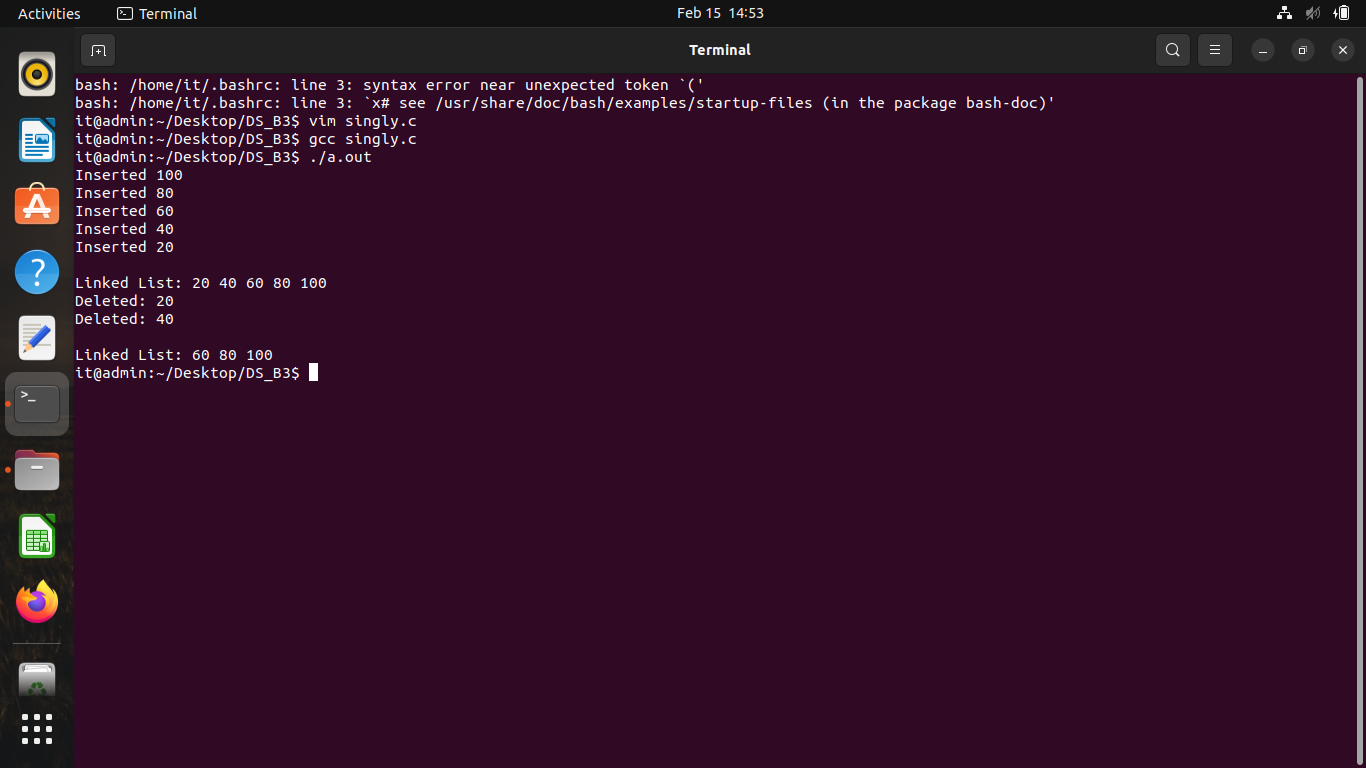 Activities
Terminal
Feb 15 14:53
Terminal
bash: /home/it/.bashrc: line 3: syntax error near unexpected token `('
bash: /home/it/.bashrc: line 3: `x# see /usr/share/doc/bash/examples/startup-files (in the package bash-doc)'
it@admin:~/Desktop/DS_B3$ vim singly.c
it@admin:~/Desktop/DS_B3$ gcc singly.c
it@admin:~/Desktop/DS_B3$ ./a.out
Inserted 100
Inserted 80
Inserted 60
Inserted 40
Inserted 20
Linked List: 20 40 60 80 100
Deleted: 20
Deleted: 40
Linked List: 60 80 100
it@admin:~/Desktop/DS_B3$